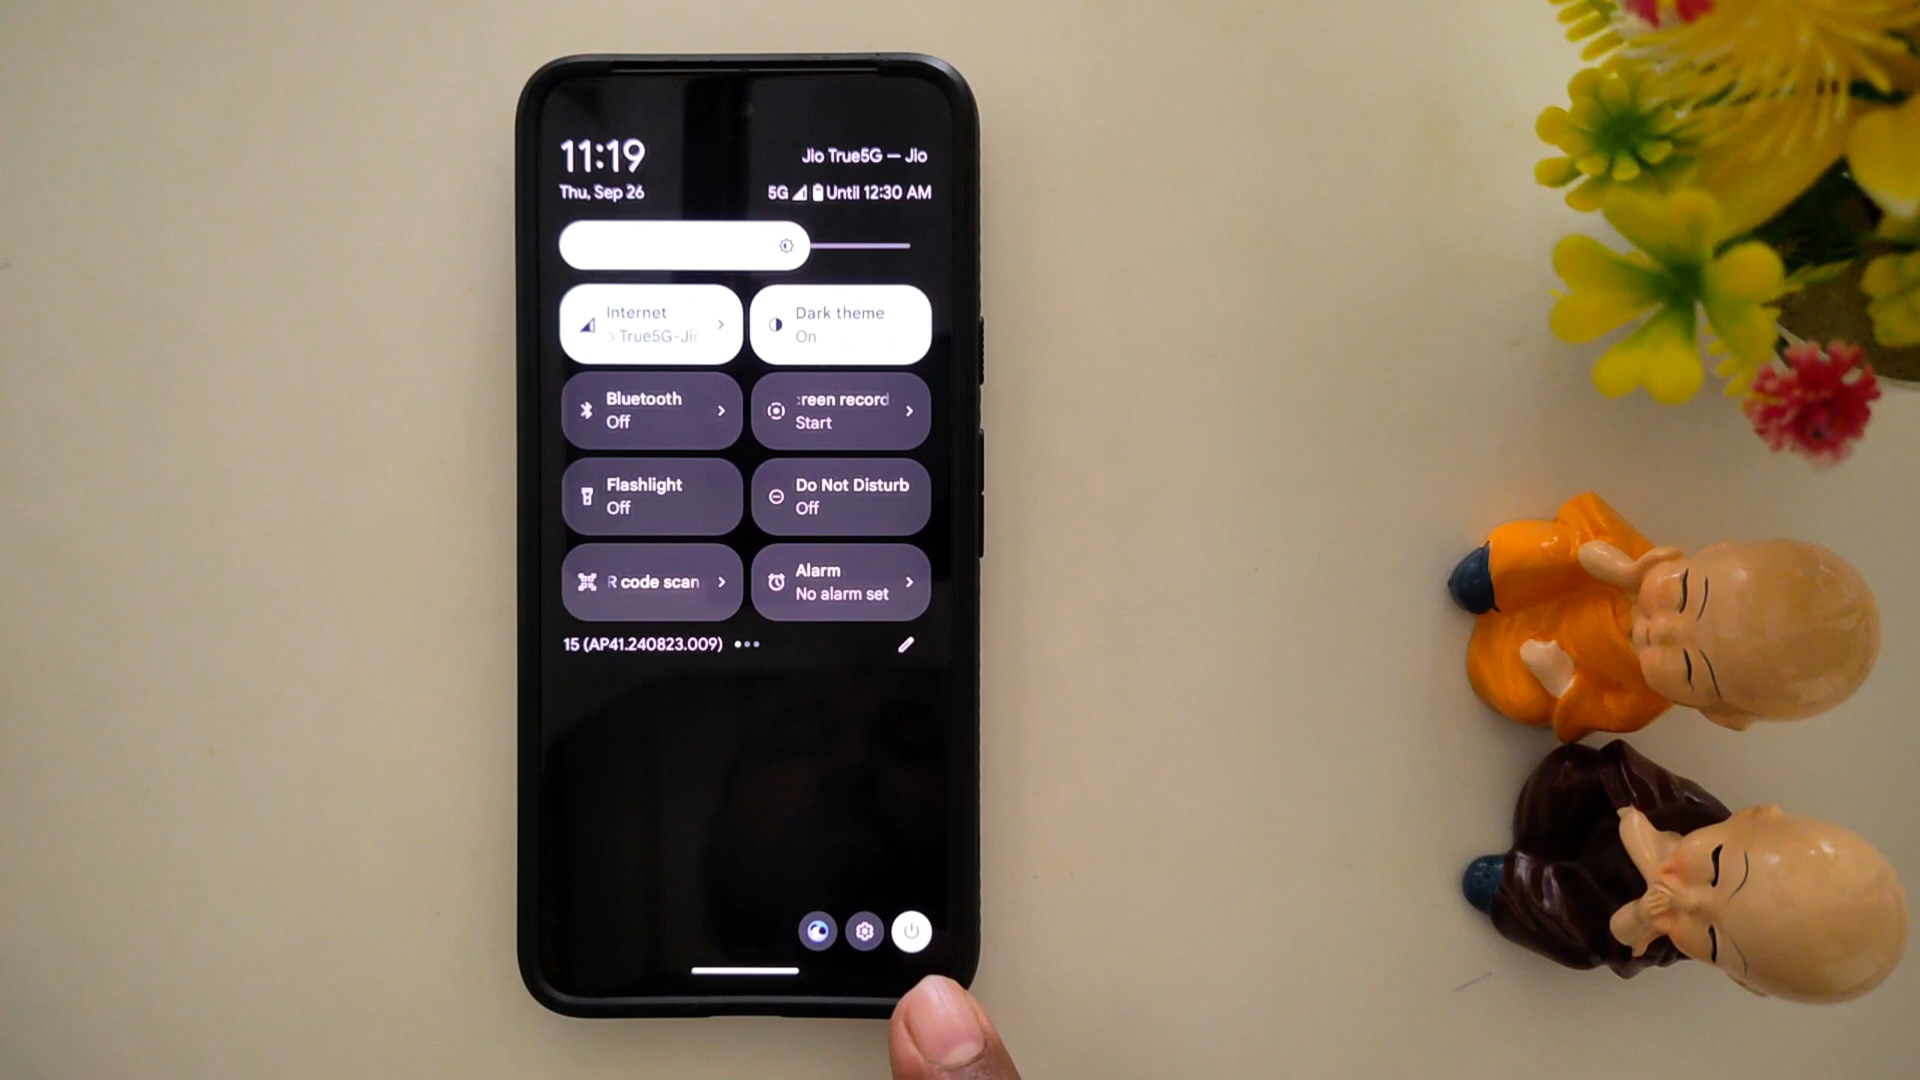 11:19
Jio True5G — Jio
Thu, Sep 26
5G Until 12:30 AM
Internet
True5G-Jio
Dark theme
On
Bluetooth
Off
reen record
Start
Flashlight
Off
Do Not Disturb
Off
R code scan
Alarm
No alarm set
15 (AP41.240823.009)